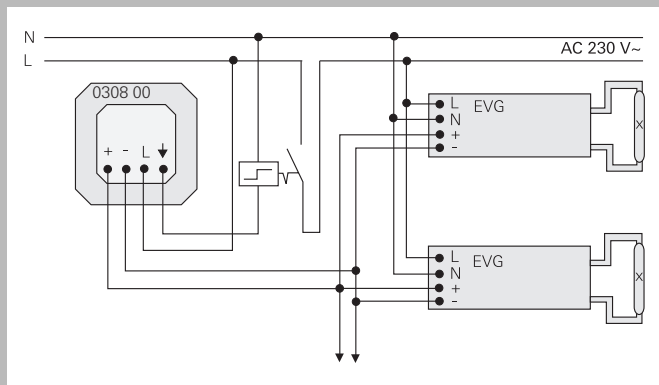 N
AC 230 V~
L
0308 00
+ - L
L EVG
N
+
-
x
L EVG
N
+
-
x